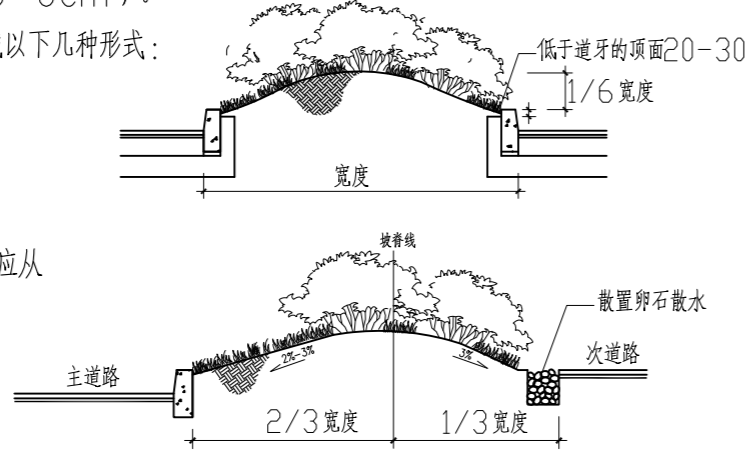 以下几种形式：
低于道牙的顶面20-30
1/6宽度
宽度
坡脊线
应从
散置卵石散水
主道路
2%-3%
3%
次道路
2/3宽度
1/3宽度